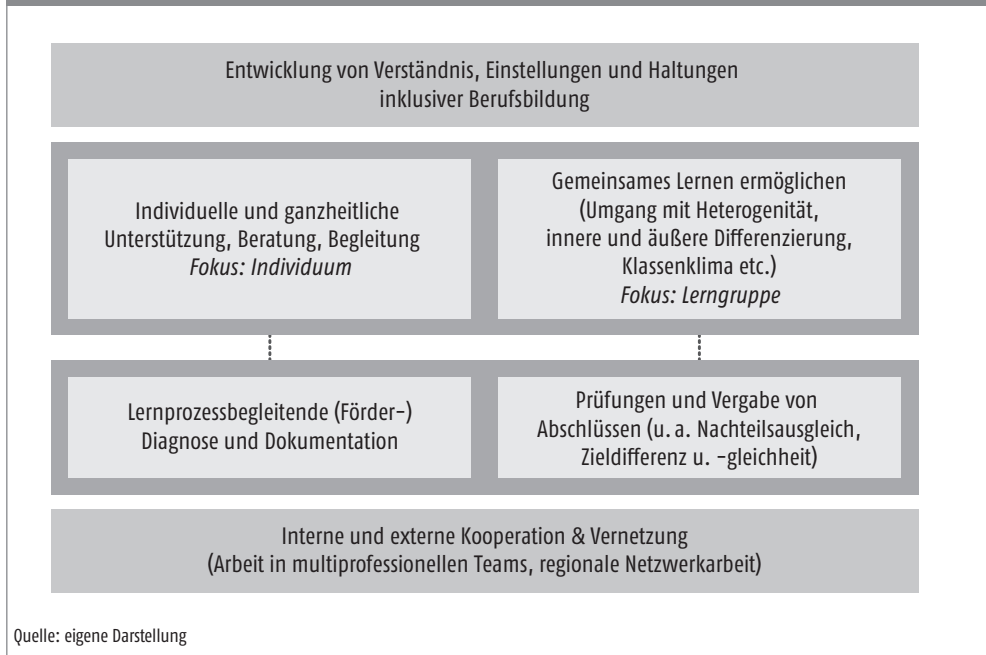 Entwicklung von Verständnis, Einstellungen und Haltungen
inklusiver Berufsbildung
Individuelle und ganzheitliche
Unterstützung, Beratung, Begleitung
Fokus: Individuum
Gemeinsames Lernen ermöglichen
(Umgang mit Heterogenität,
innere und äußere Differenzierung,
Klassenklima etc.)
Fokus: Lerngruppe
Lernprozessbegleitende (Förder-)
Diagnose und Dokumentation
Prüfungen und Vergabe von
Abschlüssen (u. a. Nachteilsausgleich,
Zieldifferenz u. -gleichheit)
Interne und externe Kooperation & Vernetzung
(Arbeit in multiprofessionellen Teams, regionale Netzwerkarbeit)
Quelle: eigene Darstellung